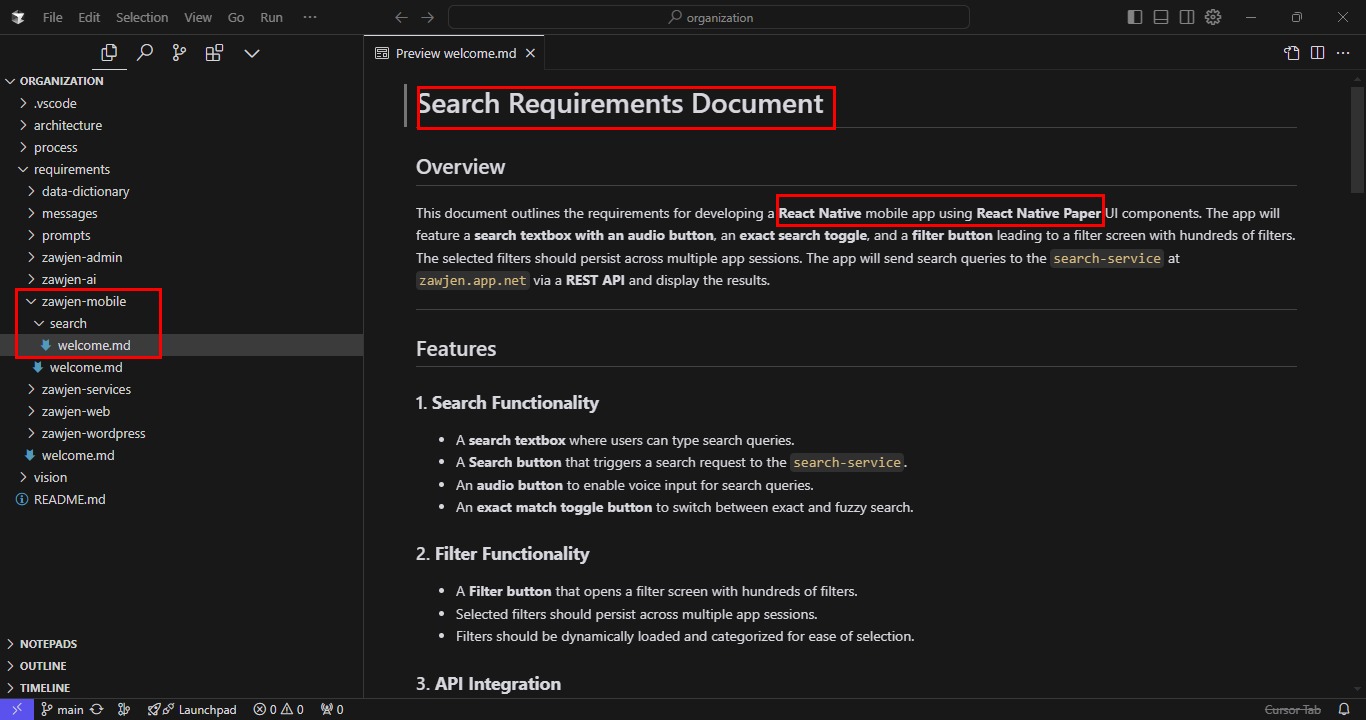 File Edit Selection View Go Run ···
organization
Preview welcome.md
ORGANIZATION
.vscode
architecture
process
requirements
data-dictionary
messages
prompts
zawjen-admin
zawjen-ai
zawjen-mobile
search
welcome.md
welcome.md
zawjen-services
zawjen-web
zawjen-wordpress
welcome.md
vision
README.md
NOTEPADS
OUTLINE
TIMELINE
Search Requirements Document
Overview
This document outlines the requirements for developing a React Native mobile app using React Native Paper UI components. The app will
feature a search textbox with an audio button, an exact search toggle, and a filter button leading to a filter screen with hundreds of filters.
The selected filters should persist across multiple app sessions. The app will send search queries to the search-service at
zawjen.app.net via a REST API and display the results.
Features
1. Search Functionality
• A search textbox where users can type search queries.
• A Search button that triggers a search request to the search-service.
• An audio button to enable voice input for search queries.
• An exact match toggle button to switch between exact and fuzzy search.
2. Filter Functionality
• A Filter button that opens a filter screen with hundreds of filters.
• Selected filters should persist across multiple app sessions.
• Filters should be dynamically loaded and categorized for ease of selection.
3. API Integration
main Launchpad 0 0 0 Cursor Tab